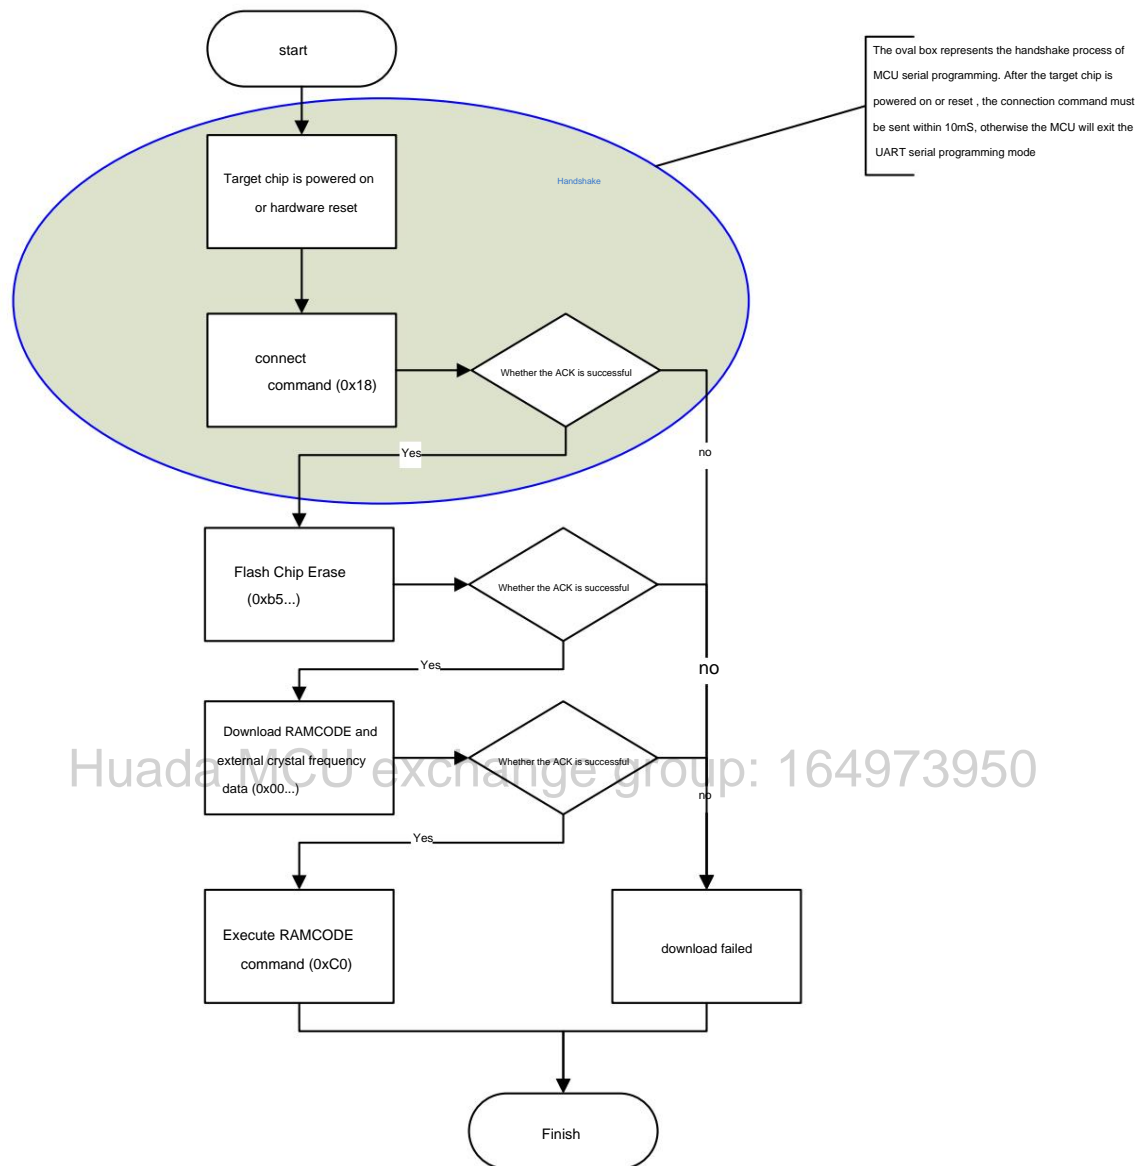 start
The oval box represents the handshake process of
MCU serial programming. After the target chip is
powered on or reset , the connection command must
be sent within 10mS, otherwise the MCU will exit the
UART serial programming mode
Target chip is powered on
or hardware reset
Handshake
connect
command (0x18)
Whether the ACK is successful
Yes
no
Flash Chip Erase
(0xb5...)
Whether the ACK is successful
Yes
no
Download RAMCODE and
external crystal frequency
data (0x00...)
Whether the ACK is successful
Huada MCU exchange group: 164973950
no
Yes
Execute RAMCODE
command (0xC0)
download failed
Finish